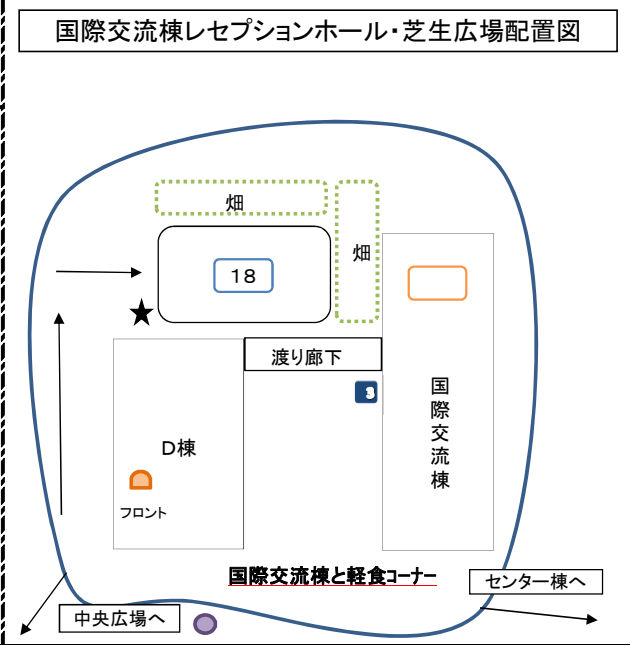 国際交流棟レセプションホール・芝生広場配置図
畑
畑
18
渡り廊下
3
国際交流棟
D棟
フロント
国際交流棟と軽食コーナー
センター棟へ
中央広場へ